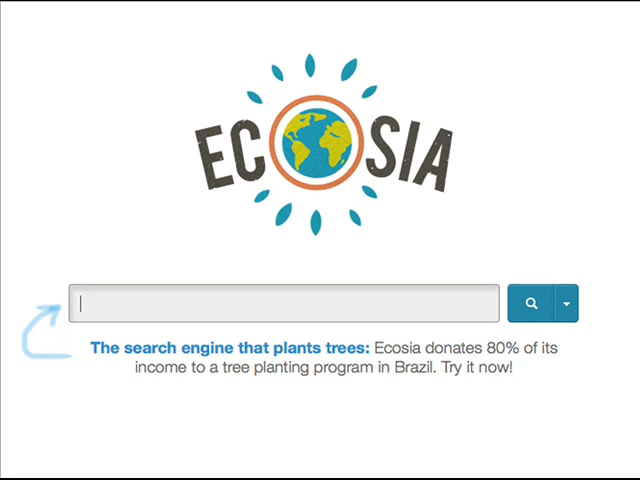 ECOSIA
The search engine that plants trees: Ecosia donates 80% of its
income to a tree planting program in Brazil. Try it now!